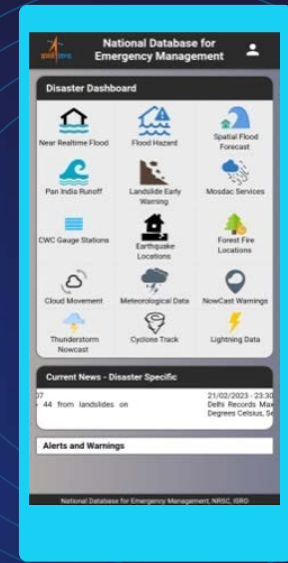 National Database for
Emergency Management
Disaster Dashboard
Near Realtime Flood
Flood Hazard
Spatial Flood
Forecast
Pan India Runoff
Landslide Early
Warning
Mosdac Services
CWC Gauge Stations
Earthquake
Locations
Forest Fire
Locations
Cloud Movement
Meteorological Data
NowCast Warnings
Thunderstorm
Nowcast
Cyclone Track
Lightning Data
Current News - Disaster Specific
07
44 from landslides on
21/02/2023 - 23:30
Delhi Records Max
Degrees Celsius, Se
Alerts and Warnings
National Database for Emergency Management, NRSC, ISRO